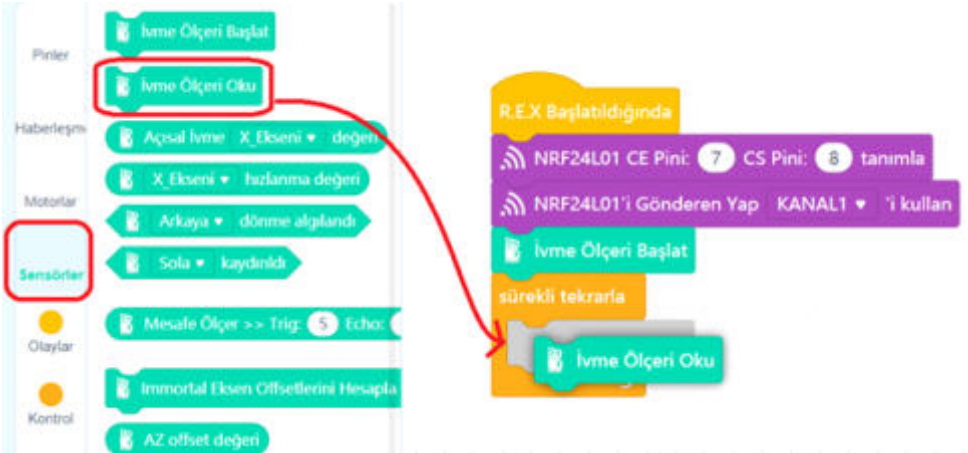 Pinler
Haberleşm
Motorlar
Sensörler
Olaylar
Kontrol
İvme Ölçeri Başlat
İvme Ölçeri Oku
Açısal İvme X_Ekseni değeri
X_Ekseni hızlanma değeri
Arkaya dönme algılandı
Sola kaydırıldı
Mesafe Ölçer >> Trig: 5 Echo:
Immortal Eksen Offsetlerini Hesapla
AZ offset değeri
R.E.X Başlatıldığında
NRF24L01 CE Pini: 7 CS Pini: 8 tanımla
NRF24L01'i Gönderen Yap KANAL1 'i kullan
İvme Ölçeri Başlat
sürekli tekrarla
İvme Ölçeri Oku